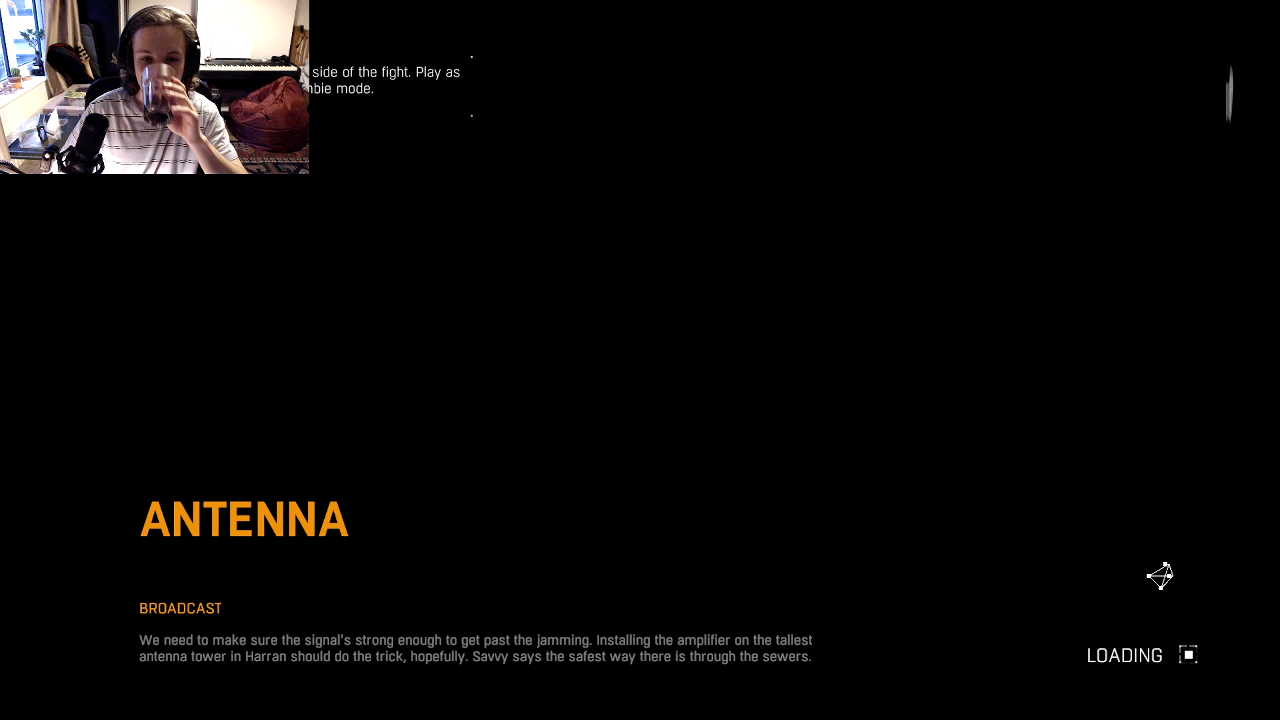 side of the fight. Play as
mode.
ANTENNA
BROADCAST
We need to make sure the signal's strong enough to get past the jamming. Installing the amplifier on the tallest
antenna tower in Harran should do the trick, hopefully. Savvy says the safest way there is through the sewers.
LOADING